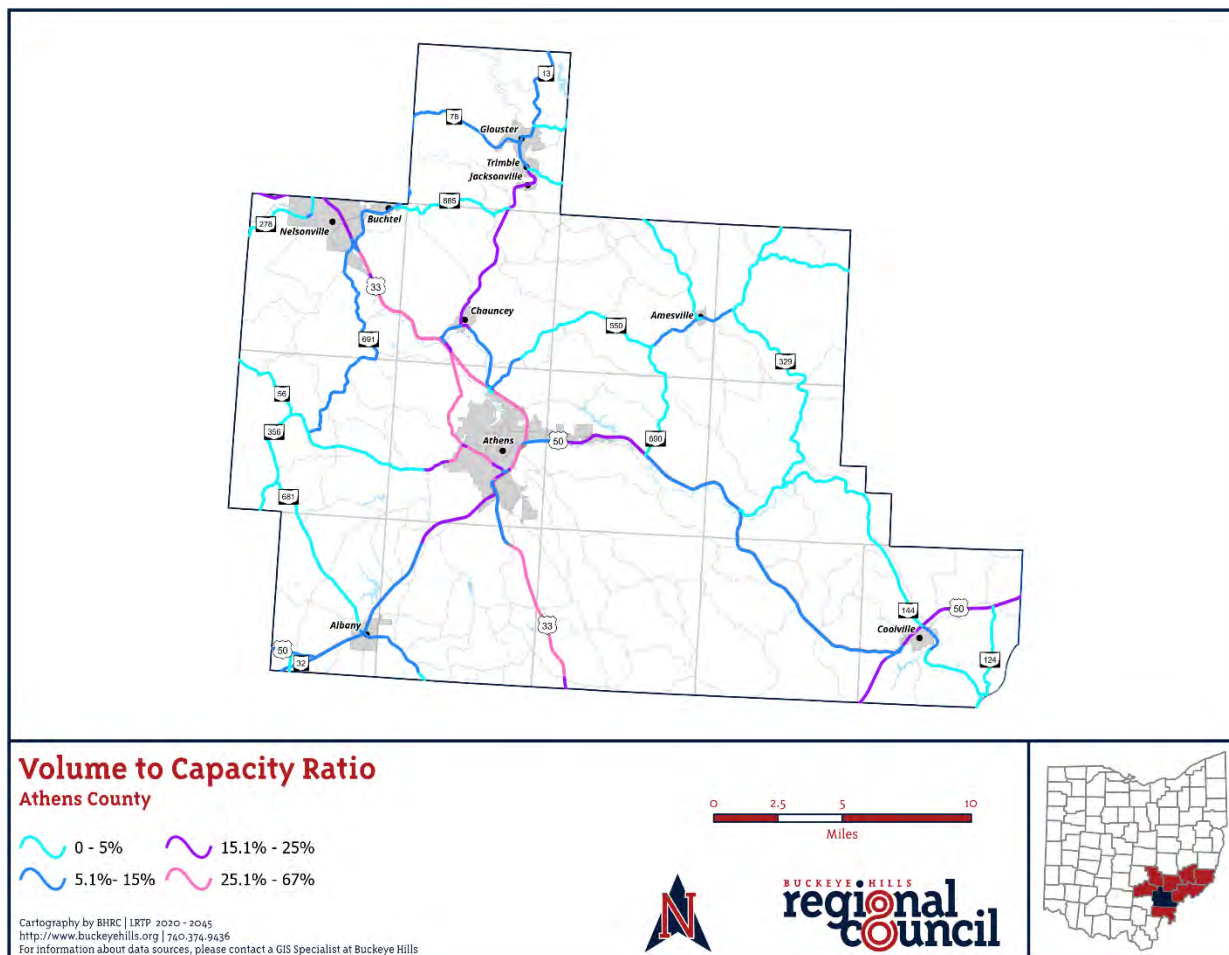 13
78
Glouster
Trimble
Jacksonville
685
Buchtel
278
Nelsonville
33
Chauncey
550
Amesville
691
329
56
356
Athens
50
690
681
Albany
33
144
50
Coolville
50
32
124
Volume to Capacity Ratio
Athens County
0 - 5%
15.1% - 25%
5.1%- 15%
25.1% - 67%
0 2.5 5 10
Miles
N
BUCKEYE HILLS
regional
council
Cartography by BHRC | LRTP 2020 - 2045
http://www.buckeyehills.org | 740.374.9436
For information about data sources, please contact a GIS Specialist at Buckeye Hills